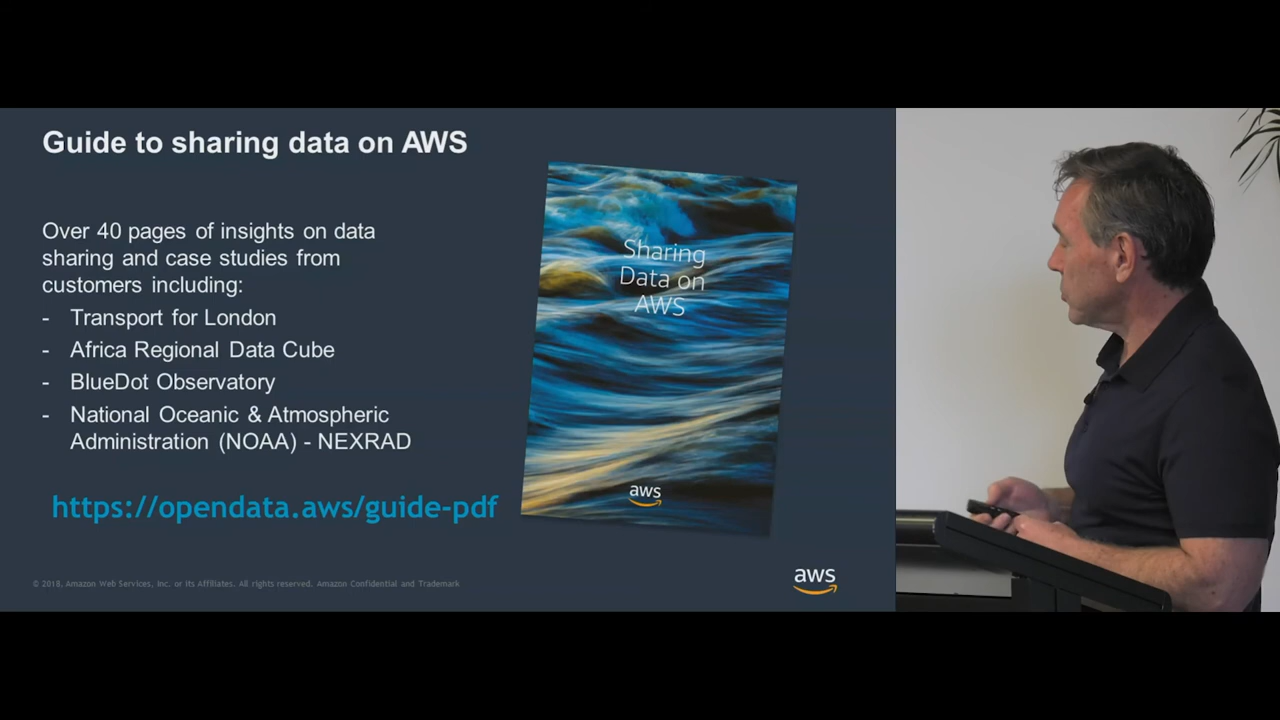 Guide to sharing data on AWS
Over 40 pages of insights on data
sharing and case studies from
customers including:
- Transport for London
- Africa Regional Data Cube
- BlueDot Observatory
- National Oceanic & Atmospheric
Administration (NOAA) - NEXRAD
https://opendata.aws/guide-pdf
Sharing
Data on
AWS
aws
© 2018, Amazon Web Services, Inc. or its Affiliates. All rights reserved. Amazon Confidential and Trademark
aws